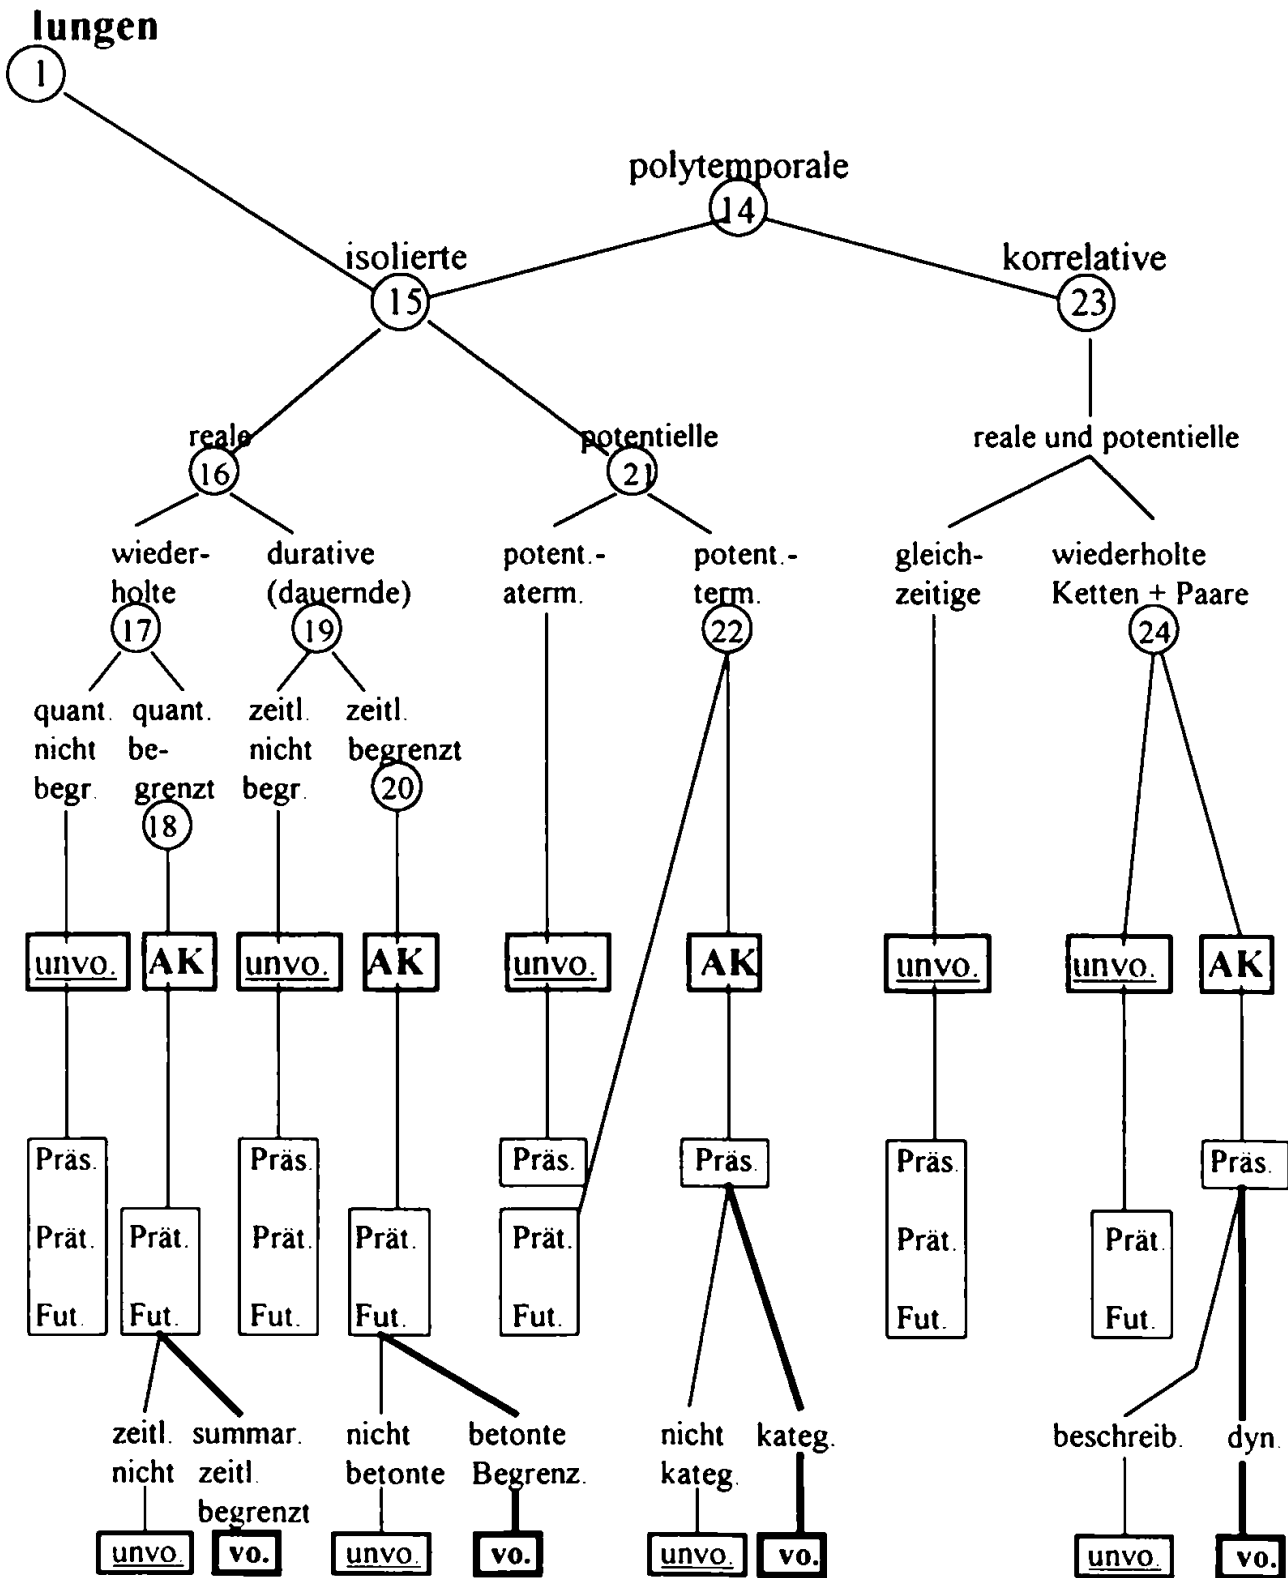 lungen
1
polytemporale
14
isolierte
15
korrelative
23
reale
16
potentielle
21
reale und potentielle
wieder-
holte
17
durative
(dauernde)
19
potent.-
aterm.
potent.-
term.
22
gleich-
zeitige
wiederholte
Ketten + Paare
24
quant.
nicht
begr.
quant.
be-
grenzt
18
zeitl.
nicht
begr.
zeitl.
begrenzt
20
unvo.
AK
unvo.
AK
unvo.
AK
unvo.
unvo.
AK
Präs.
Prät.
Fut.
Prät.
Fut.
Präs.
Prät.
Fut.
Prät.
Fut.
Präs.
Prät.
Fut.
Präs.
Präs.
Prät.
Fut.
Prät.
Fut.
Präs.
zeitl.
nicht
summar.
zeitl.
begrenzt
nicht
betonte
betonte
Begrenz.
nicht
kateg.
kateg.
beschreib.
dyn.
unvo.
vo.
unvo.
vo.
unvo.
vo.
unvo.
vo.